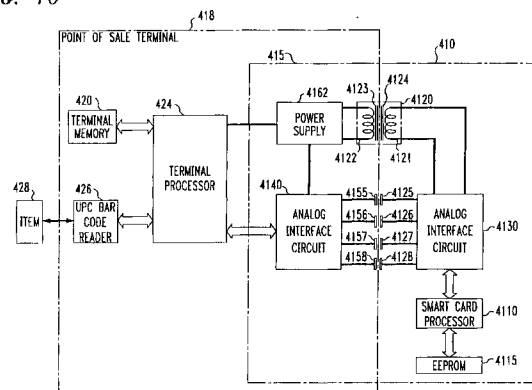 418
POINT OF SALE TERMINAL
415
410
420
TERMINAL
MEMORY
424
TERMINAL
PROCESSOR
4162
POWER
SUPPLY
4123
4124
4120
4122
4121
428
ITEM
426
UPC BAR
CODE
READER
4140
ANALOG
INTERFACE
CIRCUIT
4155
4125
4156
4126
4157
4127
4158
4128
ANALOG
INTERFACE
CIRCUIT
4130
SMART CARD
PROCESSOR
4110
EEPROM
4115